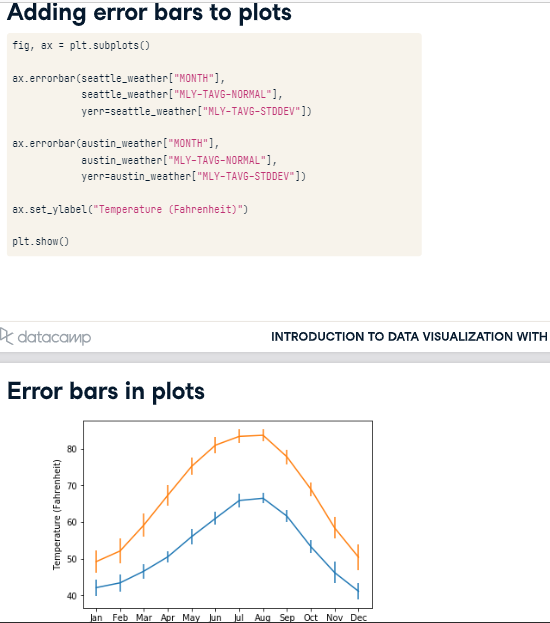 Adding error bars to plots
fig, ax = plt.subplots()
ax.errorbar(seattle_weather["MONTH"],
seattle_weather["MLY-TAVG-NORMAL"],
yerr=seattle_weather["MLY-TAVG-STDDEV"])
ax.errorbar(austin_weather["MONTH"],
austin_weather["MLY-TAVG-NORMAL"],
yerr=austin_weather["MLY-TAVG-STDDEV"])
ax.set_ylabel("Temperature (Fahrenheit)")
plt.show()
datacamp
INTRODUCTION TO DATA VISUALIZATION WITH
Error bars in plots
Temperature (Fahrenheit)
80
70
60
50
40
Jan Feb Mar Apr May Jun Jul Aug Sep Oct Nov Dec